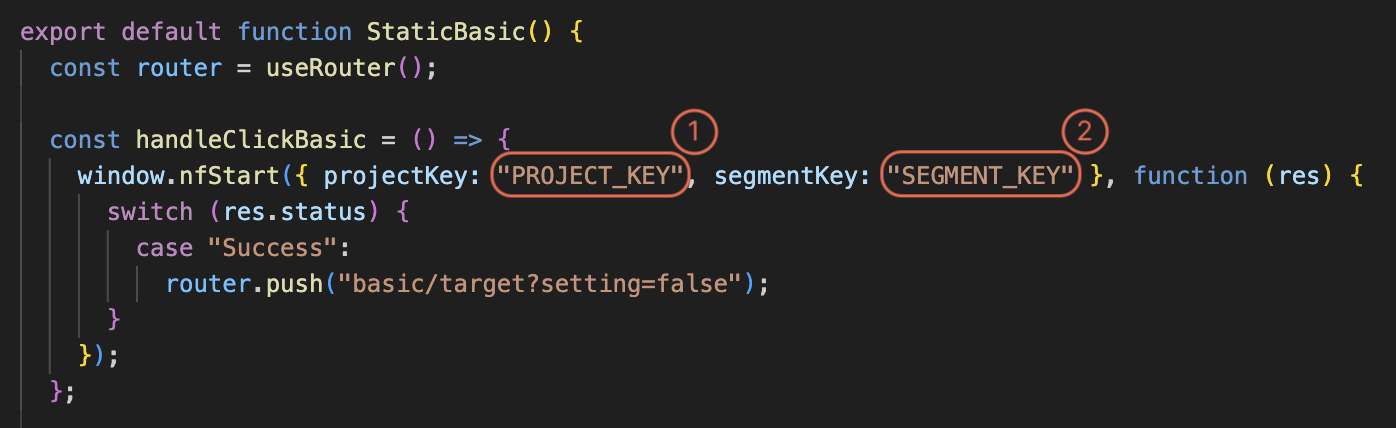 export default function StaticBasic() {
const router = useRouter();
const handleClickBasic = () => {
1 2
window.nfStart({ projectKey: "PROJECT_KEY", segmentKey: "SEGMENT_KEY" }, function (res) {
switch (res.status) {
case "Success":
router.push("basic/target?setting=false");
}
});
};